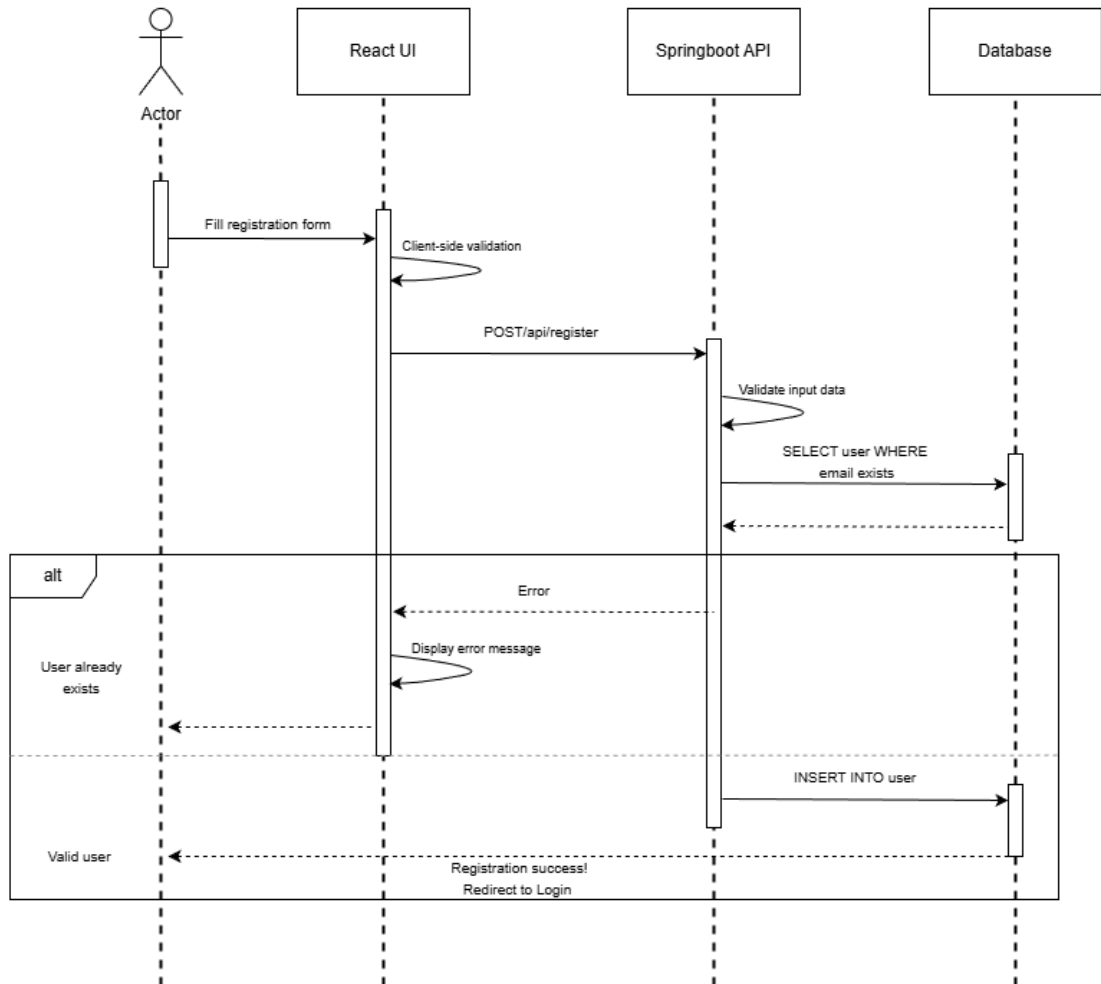 Actor
React UI
Springboot API
Database
Fill registration form
Client-side validation
POST/api/register
Validate input data
SELECT user WHERE
email exists
alt
Error
Display error message
User already
exists
INSERT INTO user
Valid user
Registration success!
Redirect to Login